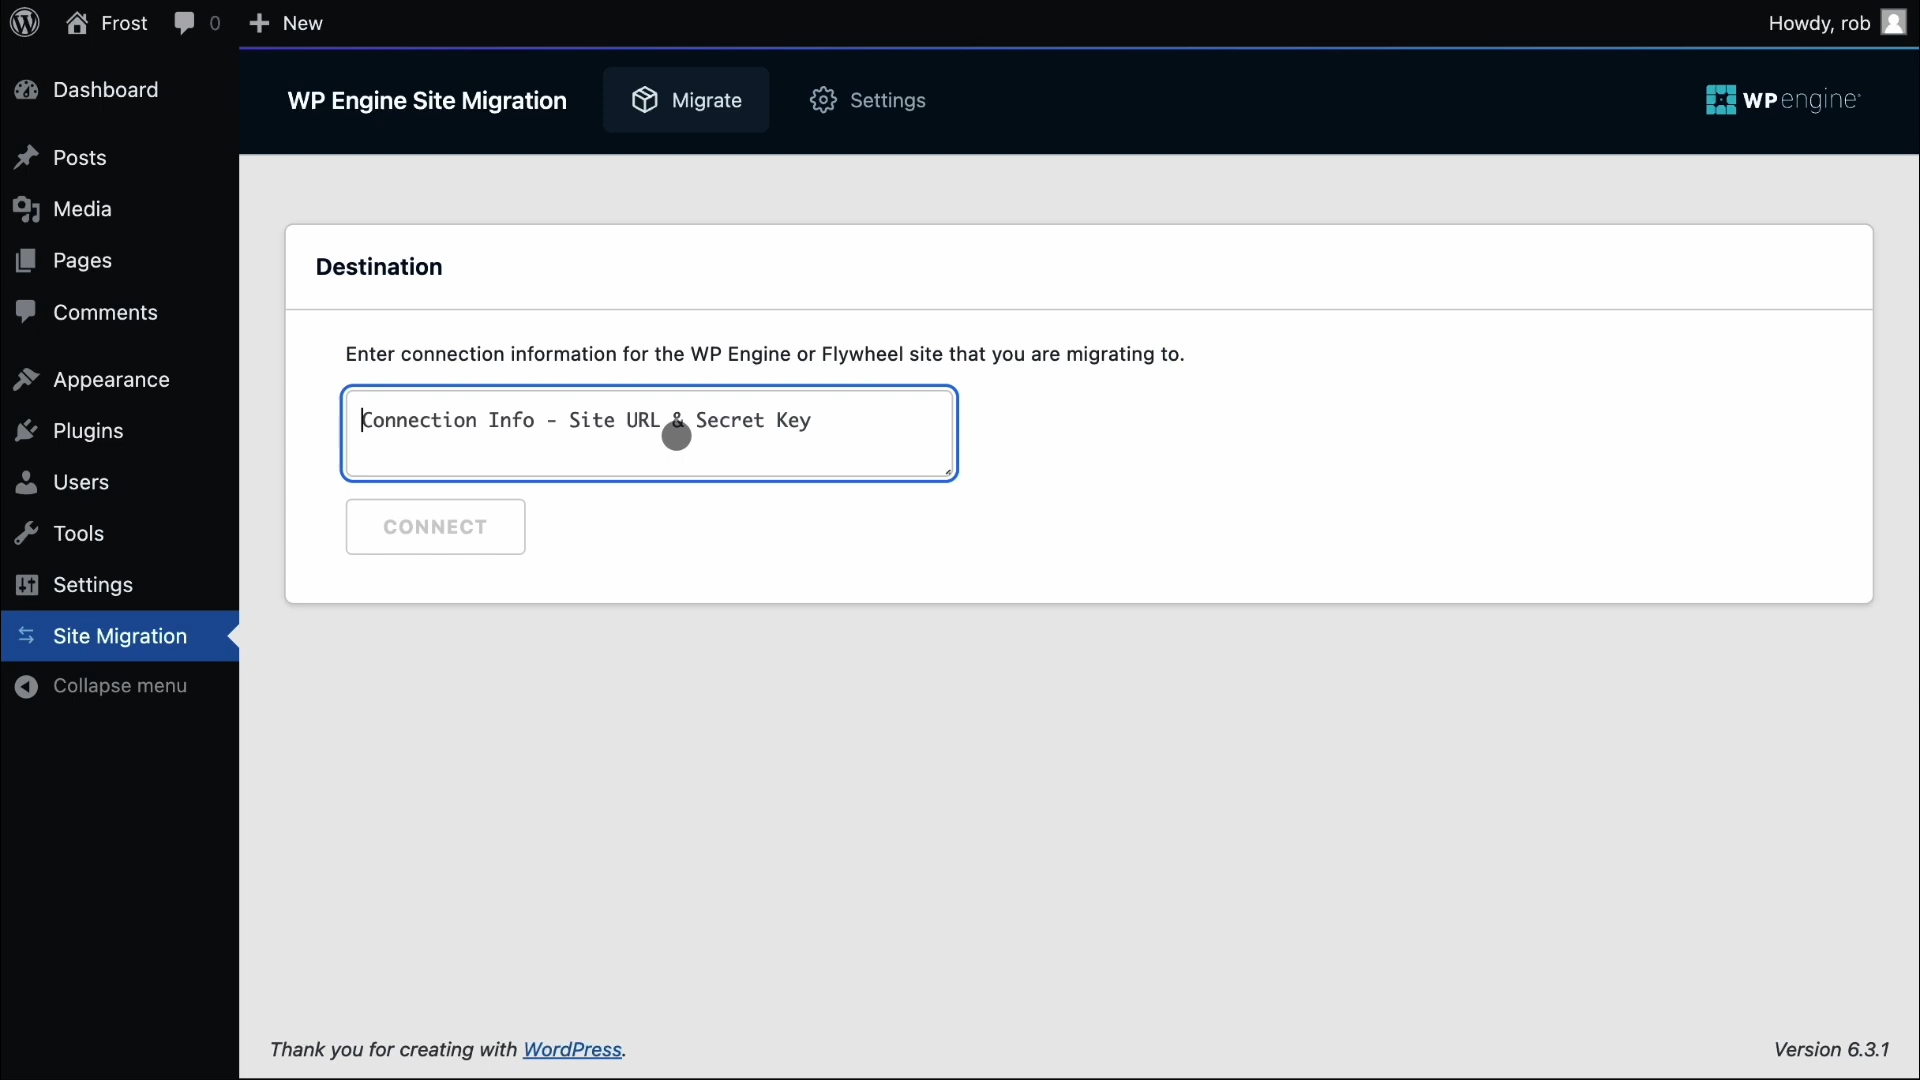 Frost
0
New
Howdy, rob
Dashboard
Posts
Media
Pages
Comments
Appearance
Plugins
Users
Tools
Settings
Site Migration
Collapse menu
WP Engine Site Migration
Migrate
Settings
WPengine
Destination
Enter connection information for the WP Engine or Flywheel site that you are migrating to.
Connection Info - Site URL & Secret Key
CONNECT
Thank you for creating with WordPress.
Version 6.3.1